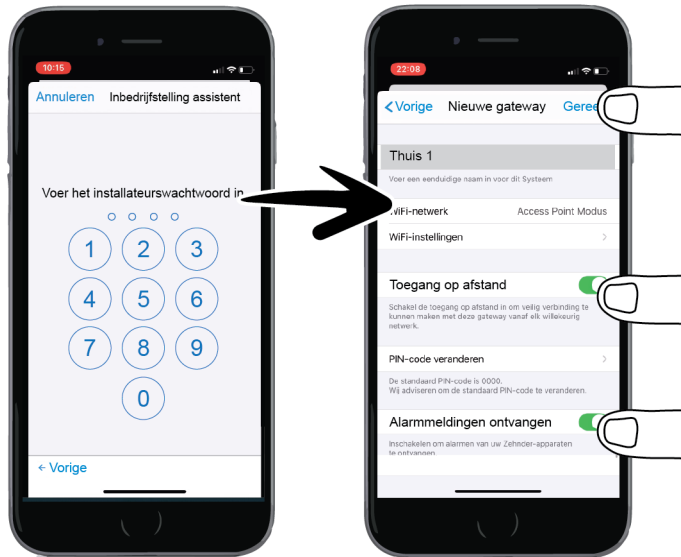 10:15
Annuleren Inbedrijfstelling assistent
Voer het installateurswachtwoord in
1 2 3
4 5 6
7 8 9
0
← Vorige
22:08
Vorige Nieuwe gateway Geree
Thuis 1
Voer een eenduidige naam in voor dit Systeem
WiFi-netwerk Access Point Modus
WiFi-instellingen
Toegang op afstand
Schakel de toegang op afstand in om veilig verbinding te
kunnen maken met deze gateway vanaf elk willekeurig
netwerk.
PIN-code veranderen
De standaard PIN-code is 0000.
Wij adviseren om de standaard PIN-code te veranderen.
Alarmmeldingen ontvangen
Inschakelen om alarmen van uw Zehnder-apparaten
te ontvangen.